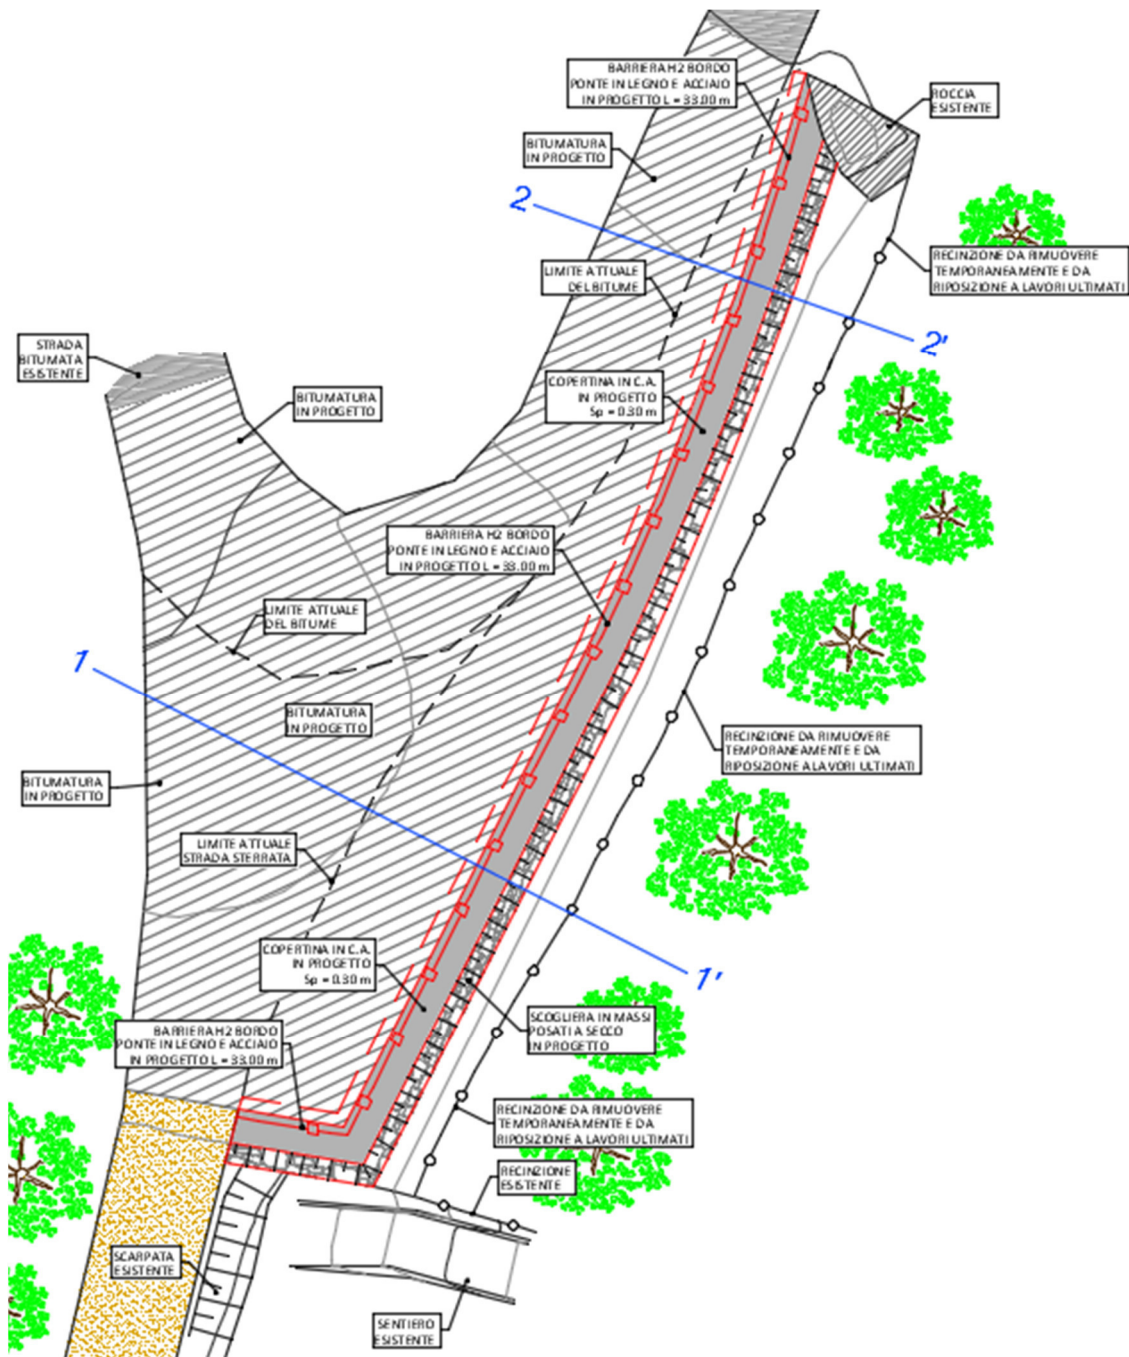 BARRIERA H2 BORDO
PONTE IN LEGNO E ACCIAIO
IN PROGETTO L = 33.00 m
ROCCIA
ESISTENTE
BITUMATURA
IN PROGETTO
2
RECINZIONE DA RIMUOVERE
TEMPORANEAMENTE E DA
RIPOSIZIONE A LAVORI ULTIMATI
LIMITE ATTUALE
DEL BITUME
2'
STRADA
BITUMATA
ESISTENTE
COPERTINA IN C.A.
IN PROGETTO
Sp = 0.30 m
BITUMATURA
IN PROGETTO
BARRIERA H2 BORDO
PONTE IN LEGNO E ACCIAIO
IN PROGETTO L = 33.00 m
LIMITE ATTUALE
DEL BITUME
1
BITUMATURA
IN PROGETTO
RECINZIONE DA RIMUOVERE
TEMPORANEAMENTE E DA
RIPOSIZIONE A LAVORI ULTIMATI
BITUMATURA
IN PROGETTO
LIMITE ATTUALE
STRADA STERRATA
COPERTINA IN C.A.
IN PROGETTO
Sp = 0.30 m
1'
SCOGLIERA IN MASSI
POSATI A SECCO
IN PROGETTO
BARRIERA H2 BORDO
PONTE IN LEGNO E ACCIAIO
IN PROGETTO L = 33.00 m
RECINZIONE DA RIMUOVERE
TEMPORANEAMENTE E DA
RIPOSIZIONE A LAVORI ULTIMATI
RECINZIONE
ESISTENTE
SCARPATA
ESISTENTE
SENTIERO
ESISTENTE